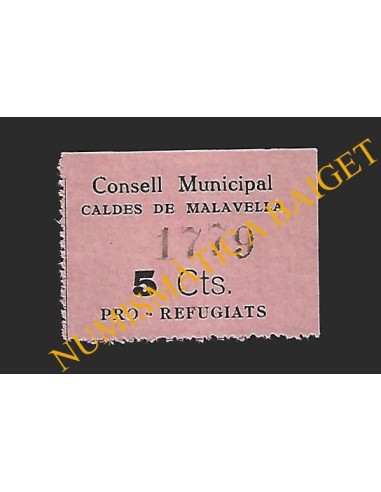 Consell Municipal
CALDES DE MALAVELLA
1779
5 Cts.
PRO - REFUGIATS
NUMISMÀTICA BAIGET